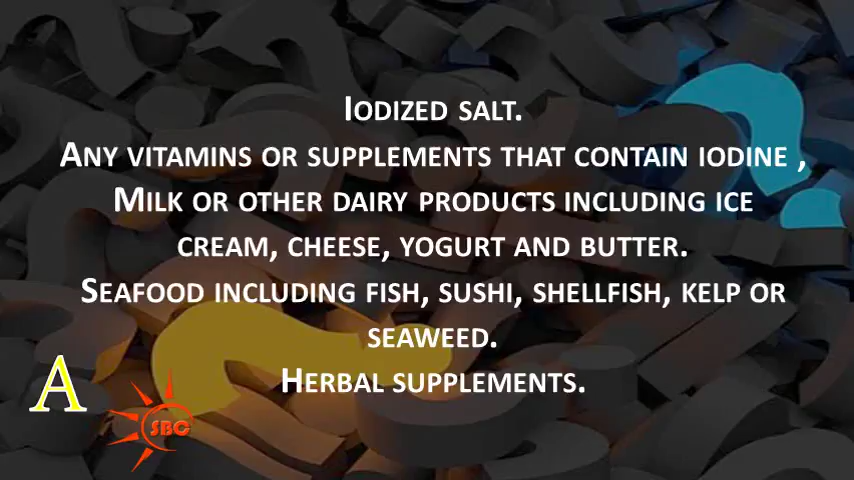 Iodized salt.
Any vitamins or supplements that contain iodine ,
Milk or other dairy products including ice
cream, cheese, yogurt and butter.
Seafood including fish, sushi, shellfish, kelp or
seaweed.
Herbal supplements.
A
SBC